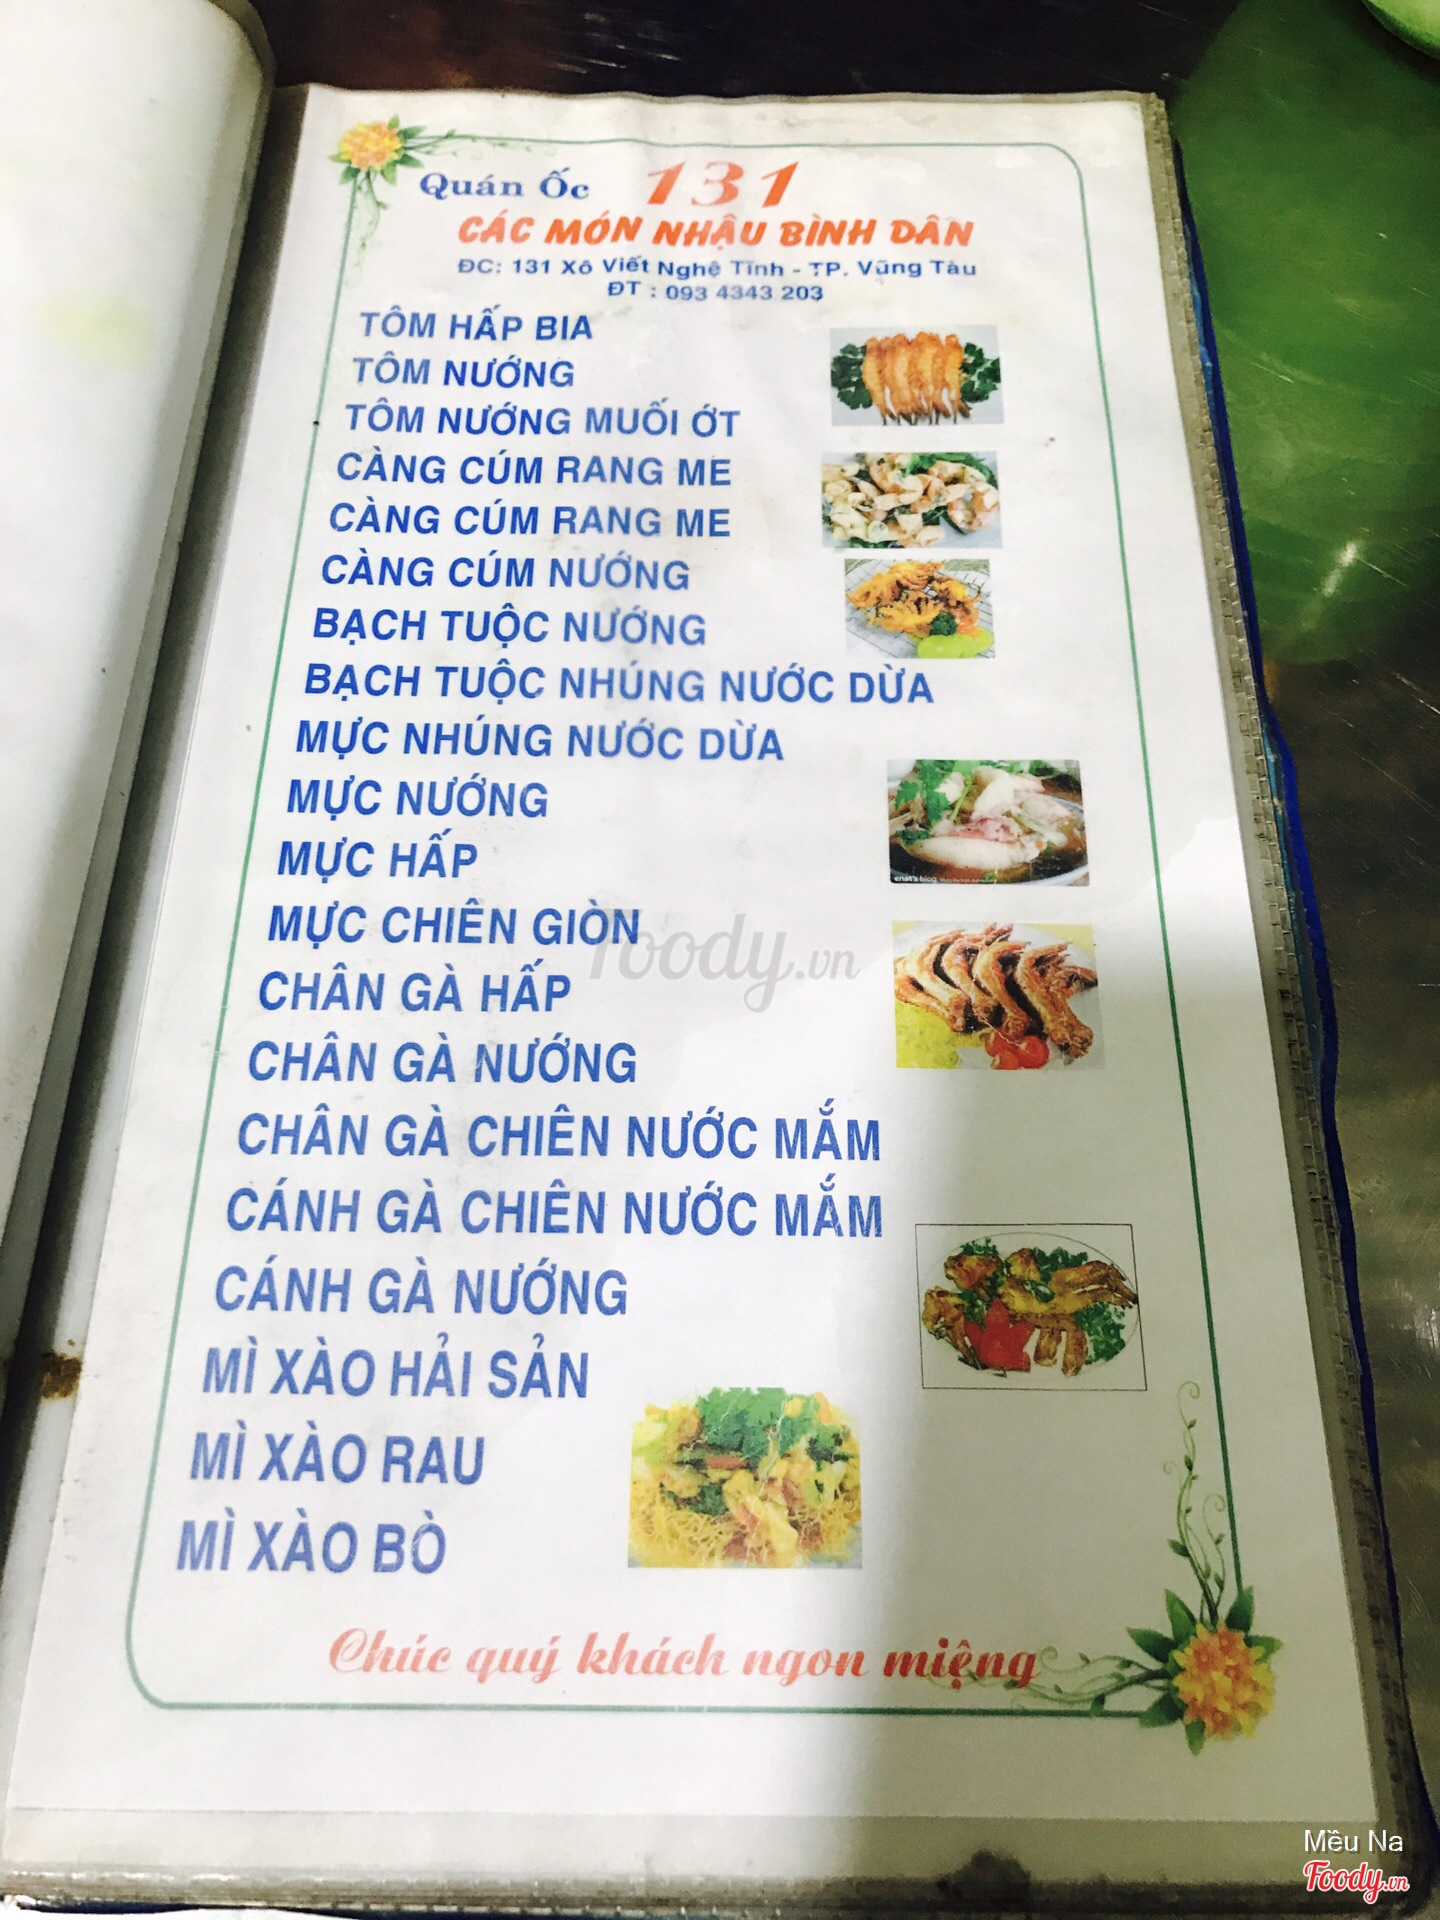 Quán Ốc 131
CÁC MÓN NHẬU BÌNH DÂN
ĐC: 131 Xô Viết Nghệ Tĩnh - TP. Vũng Tàu
ĐT : 093 4343 203
TÔM HẤP BIA
TÔM NƯỚNG
TÔM NƯỚNG MUỐI ỚT
CÀNG CÚM RANG ME
CÀNG CÚM RANG ME
CÀNG CÚM NƯỚNG
BẠCH TUỘC NƯỚNG
BẠCH TUỘC NHÚNG NƯỚC DỪA
MỰC NHÚNG NƯỚC DỪA
MỰC NƯỚNG
MỰC HẤP
enat's blog
MỰC CHIÊN GIÒN
foody.vn
CHÂN GÀ HẤP
CHÂN GÀ NƯỚNG
CHÂN GÀ CHIÊN NƯỚC MẮM
CÁNH GÀ CHIÊN NƯỚC MẮM
CÁNH GÀ NƯỚNG
MÌ XÀO HẢI SẢN
MÌ XÀO RAU
MÌ XÀO BÒ
Chúc quý khách ngon miệng
Mều Na
Foody.vn